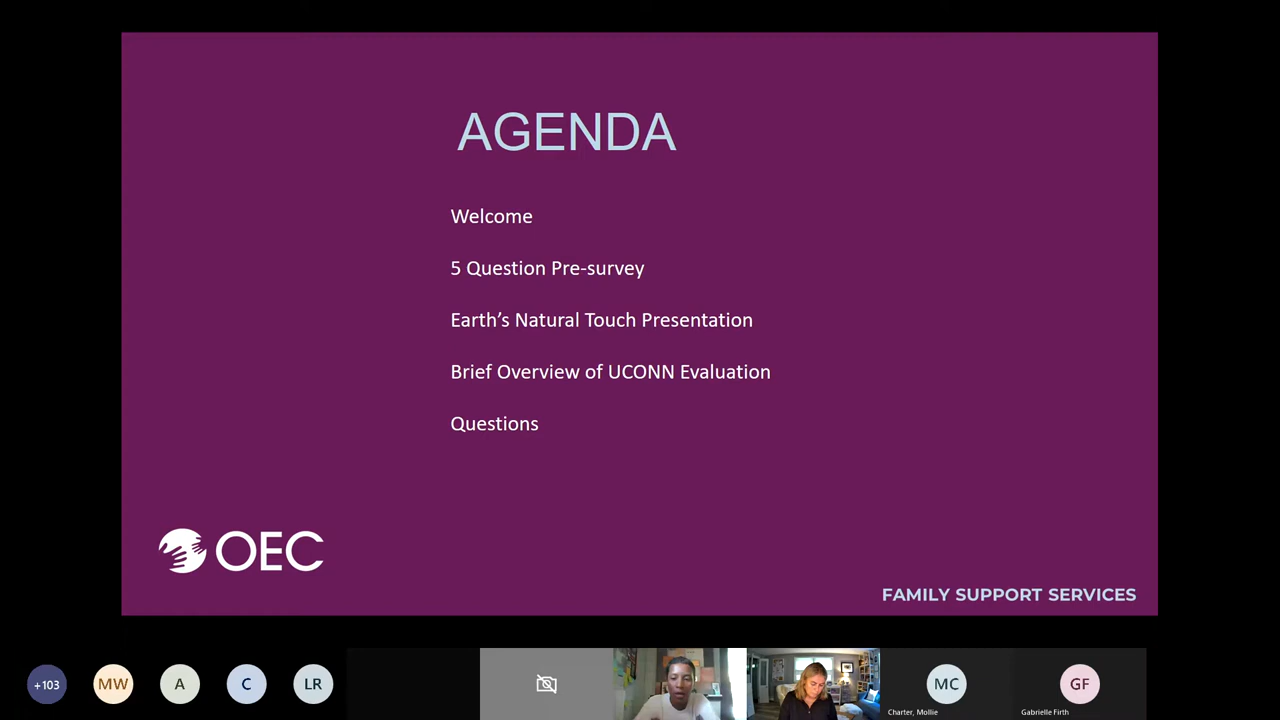 AGENDA
Welcome
5 Question Pre-survey
Earth's Natural Touch Presentation
Brief Overview of UCONN Evaluation
Questions
OEC
FAMILY SUPPORT SERVICES
+103
MW
A
C
LR
MC
GF
Charter, Mollie
Gabrielle Firth